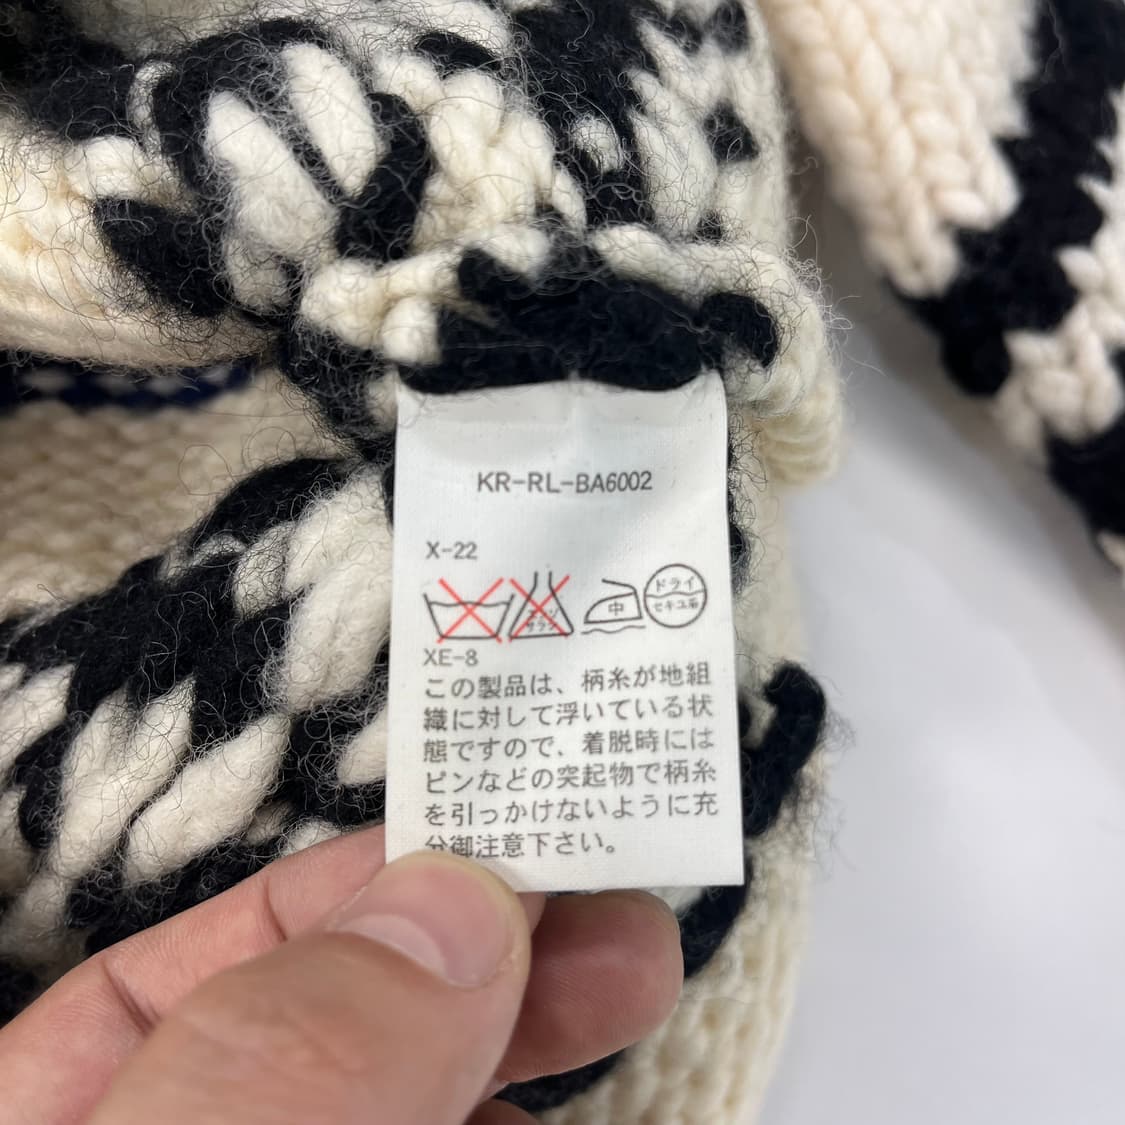 KR-RL-BA6002
X-22
中
ドライ
セキユ系
XE-8
この製品は、柄糸が地組
織に対して浮いている状
態ですので、着脱時には
ピンなどの突起物で柄糸
を引っかけないように充
分御注意下さい。